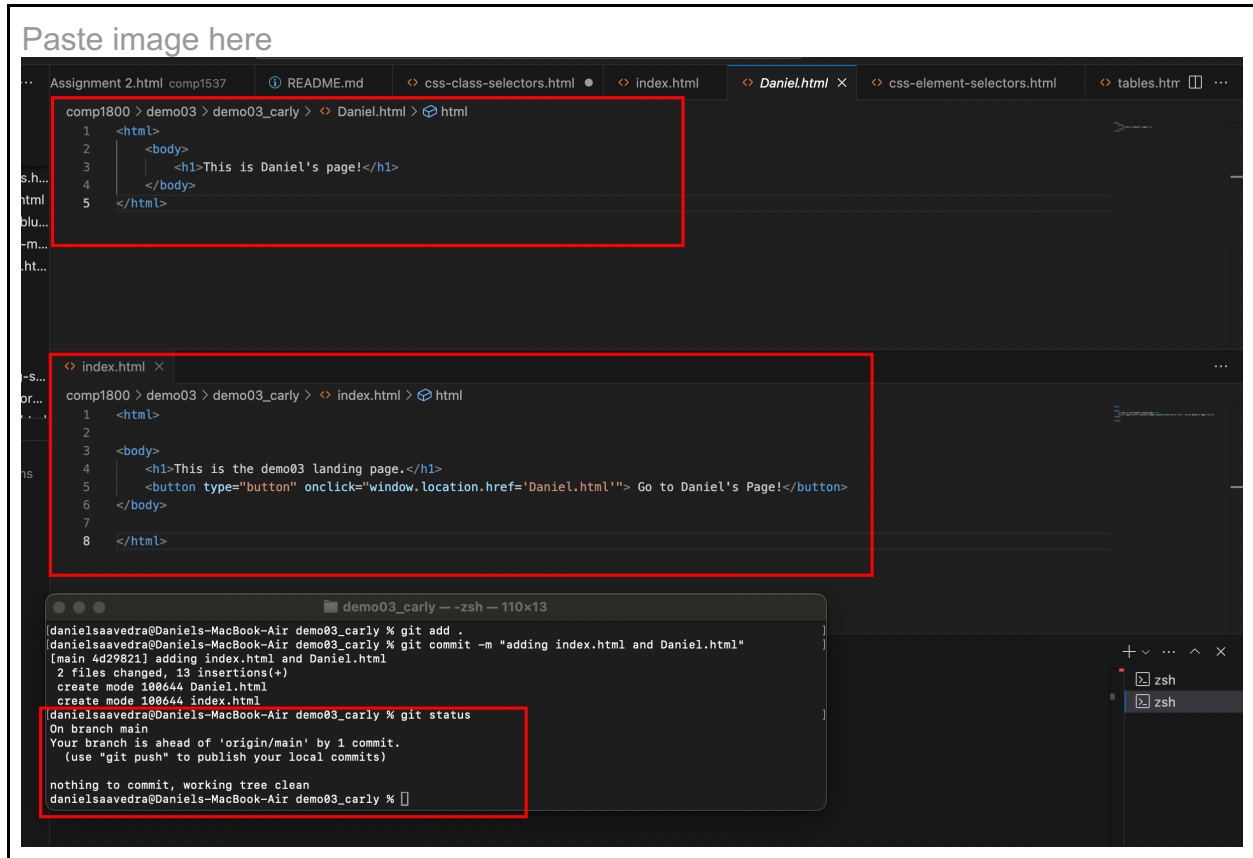 Paste image here
··· Assignment 2.html comp1537 README.md <> css-class-selectors.html ● <> index.html <> Daniel.html × <> css-element-selectors.html <> tables.htm ···
comp1800 > demo03 > demo03_carly > <> Daniel.html > html
1 <html>
2 <body>
3 <h1>This is Daniel's page!</h1>
4 </body>
5 </html>
s.h...
html
blu...
-m...
.ht...
<> index.html × ···
-s...
or...
comp1800 > demo03 > demo03_carly > <> index.html > html
1 <html>
2
3 <body>
4 <h1>This is the demo03 landing page.</h1>
5 <button type="button" onclick="window.location.href='Daniel.html'"> Go to Daniel's Page!</button>
6 </body>
7
8 </html>
ns
demo03_carly — -zsh — 110×13
[danielsaavedra@Daniels-MacBook-Air demo03_carly % git add . ]
[danielsaavedra@Daniels-MacBook-Air demo03_carly % git commit -m "adding index.html and Daniel.html" ]
[main 4d29821] adding index.html and Daniel.html
2 files changed, 13 insertions(+)
create mode 100644 Daniel.html
create mode 100644 index.html
[danielsaavedra@Daniels-MacBook-Air demo03_carly % git status ]
On branch main
Your branch is ahead of 'origin/main' by 1 commit.
(use "git push" to publish your local commits)
nothing to commit, working tree clean
danielsaavedra@Daniels-MacBook-Air demo03_carly %
zsh
zsh